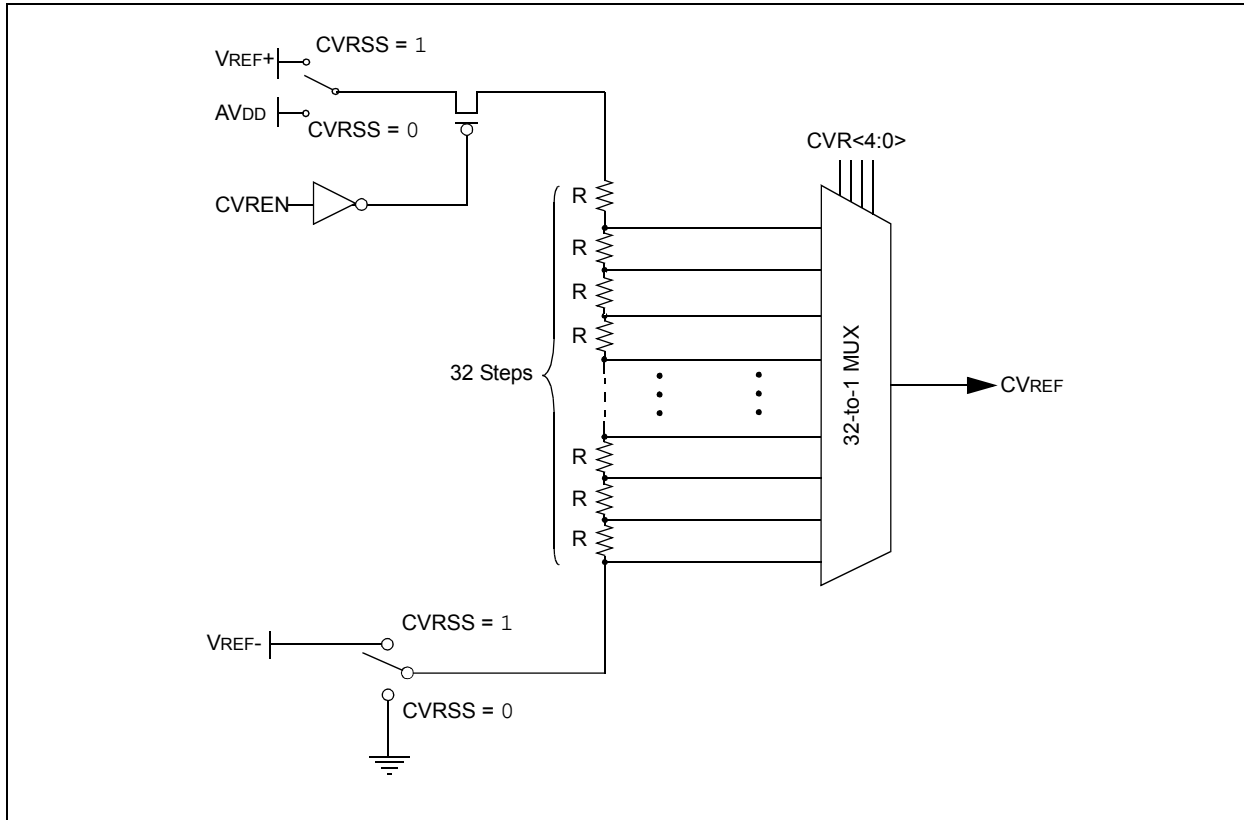 CVRSS = 1
VREF+
AVDD
CVRSS = 0
CVREN
CVR<4:0>
R
R
R
R
32 Steps
32-to-1 MUX
CVREF
R
R
R
CVRSS = 1
VREF-
CVRSS = 0